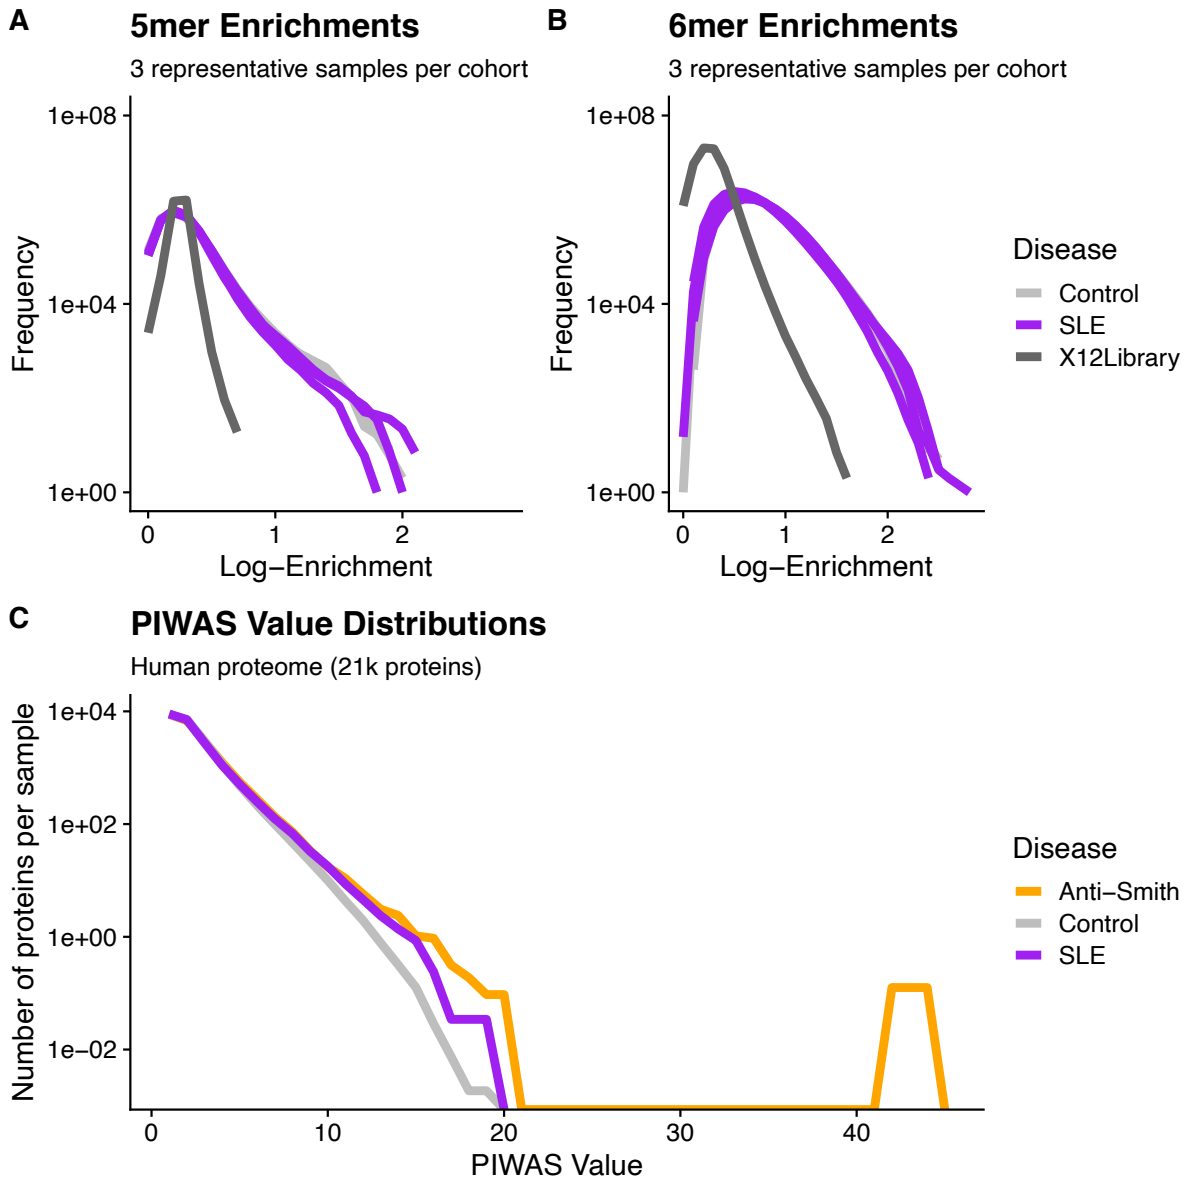 A
5mer Enrichments
3 representative samples per cohort
1e+08
1e+04
1e+00
Frequency
0 1 2
Log−Enrichment
B
6mer Enrichments
3 representative samples per cohort
1e+08
1e+04
1e+00
Frequency
0 1 2
Log−Enrichment
Disease
Control
SLE
X12Library
C
PIWAS Value Distributions
Human proteome (21k proteins)
1e+04
1e+02
1e+00
1e−02
Number of proteins per sample
0 10 20 30 40
PIWAS Value
Disease
Anti−Smith
Control
SLE